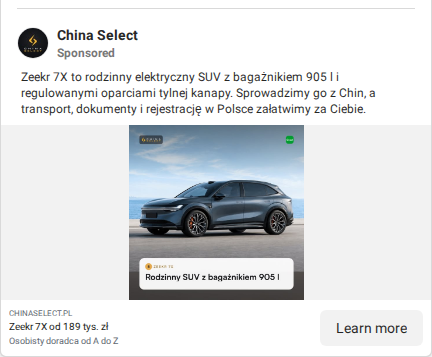 China Select
Sponsored
Zeekr 7X to rodzinny elektryczny SUV z bagażnikiem 905 l i
regulowanymi oparciami tylnej kanapy. Sprowadzimy go z Chin, a
transport, dokumenty i rejestrację w Polsce załatwimy za Ciebie.
ZEEKR 7X
Rodzinny SUV z bagażnikiem 905 l
CHINASELECT.PL
Zeekr 7X od 189 tys. zł
Osobisty doradca od A do Z
Learn more